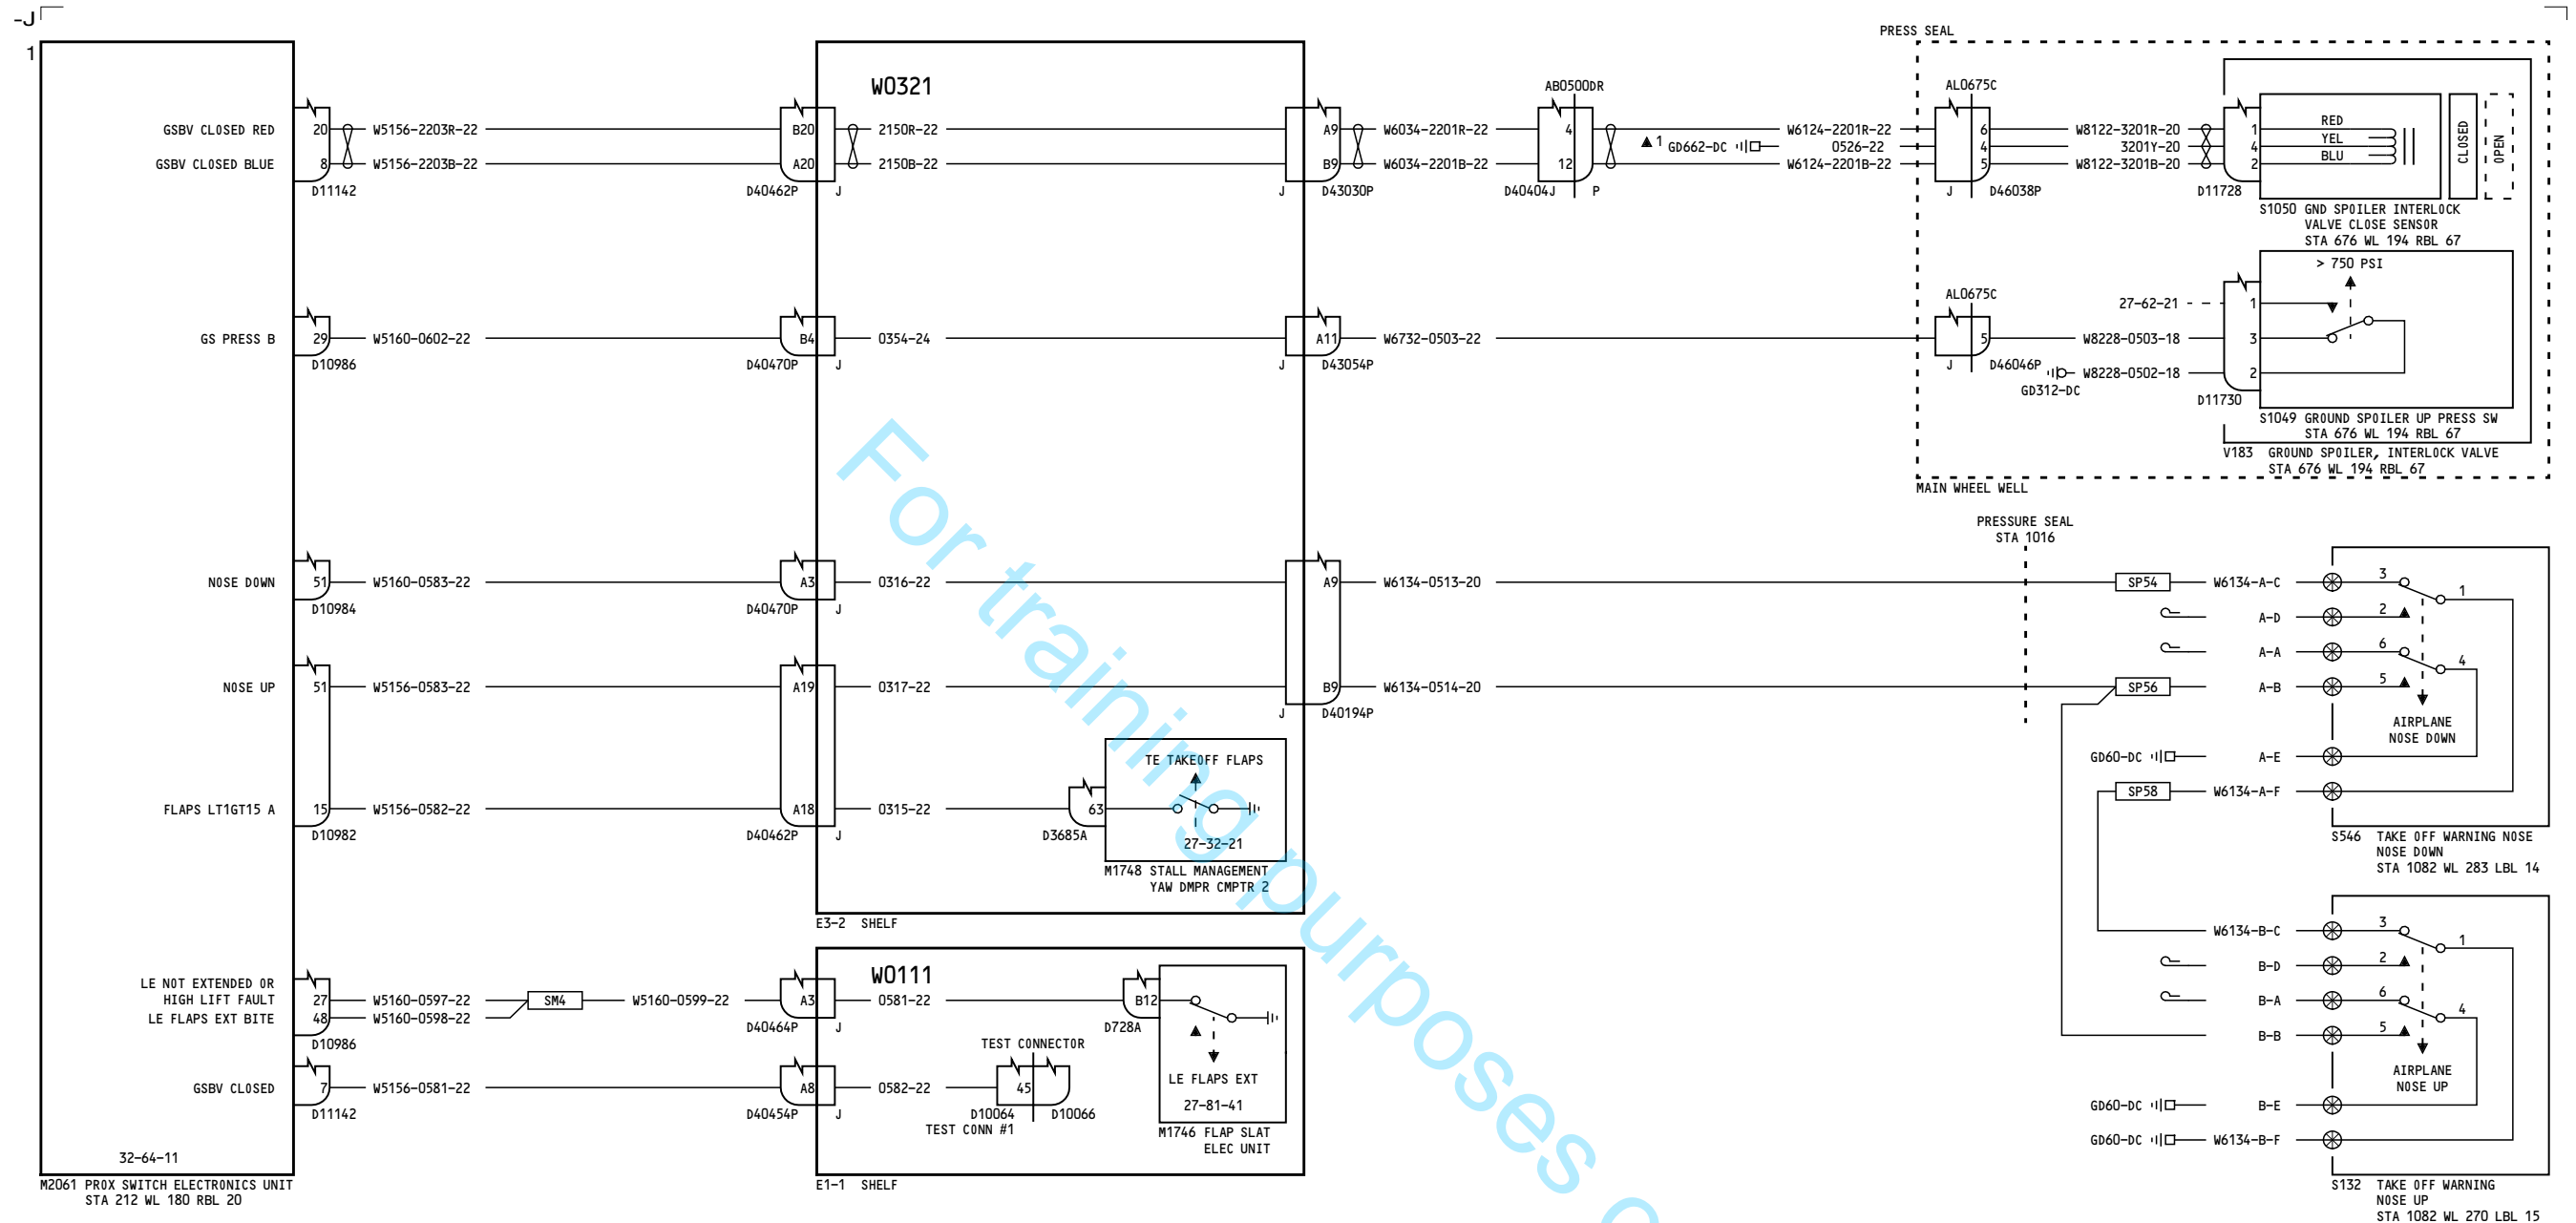 -J
1
GSBV CLOSED RED
GSBV CLOSED BLUE
20
8
D11142
W5156-2203R-22
W5156-2203B-22
B20
A20
D40462P
J
W0321
2150R-22
2150B-22
A9
B9
J
D43030P
W6034-2201R-22
W6034-2201B-22
AB0500DR
4
12
D40404J
P
▲ 1
GD662-DC
W6124-2201R-22
0526-22
W6124-2201B-22
PRESS SEAL
AL0675C
6
4
5
J
D46038P
W8122-3201R-20
3201Y-20
W8122-3201B-20
1
4
2
D11728
RED
YEL
BLU
CLOSED
OPEN
S1050 GND SPOILER INTERLOCK
VALVE CLOSE SENSOR
STA 676 WL 194 RBL 67
GS PRESS B
29
D10986
W5160-0602-22
B4
D40470P
J
0354-24
A11
J
D43054P
W6732-0503-22
AL0675C
5
J
D46046P
27-62-21
W8228-0503-18
W8228-0502-18
GD312-DC
1
3
2
D11730
> 750 PSI
S1049 GROUND SPOILER UP PRESS SW
STA 676 WL 194 RBL 67
V183 GROUND SPOILER, INTERLOCK VALVE
STA 676 WL 194 RBL 67
MAIN WHEEL WELL
NOSE DOWN
51
D10984
W5160-0583-22
A3
D40470P
J
0316-22
A9
W6134-0513-20
PRESSURE SEAL
STA 1016
SP54
W6134-A-C
A-D
A-A
3
2
1
6
5
4
NOSE UP
51
W5156-0583-22
A19
0317-22
B9
J
D40194P
W6134-0514-20
SP56
A-B
AIRPLANE
NOSE DOWN
GD60-DC
A-E
SP58
W6134-A-F
S546 TAKE OFF WARNING NOSE
NOSE DOWN
STA 1082 WL 283 LBL 14
FLAPS LT1GT15 A
15
D10982
W5156-0582-22
A18
D40462P
J
0315-22
63
D3685A
TE TAKEOFF FLAPS
27-32-21
M1748 STALL MANAGEMENT
YAW DMPR CMPTR 2
E3-2 SHELF
LE NOT EXTENDED OR
HIGH LIFT FAULT
LE FLAPS EXT BITE
27
48
D10986
W5160-0597-22
W5160-0598-22
SM4
W5160-0599-22
A3
D40464P
J
W0111
0581-22
B12
D728A
LE FLAPS EXT
27-81-41
M1746 FLAP SLAT
ELEC UNIT
GSBV CLOSED
7
D11142
W5156-0581-22
A8
D40454P
J
0582-22
TEST CONNECTOR
45
D10064
D10066
TEST CONN #1
E1-1 SHELF
W6134-B-C
B-D
B-A
B-B
3
2
1
6
5
4
AIRPLANE
NOSE UP
GD60-DC
B-E
GD60-DC
W6134-B-F
S132 TAKE OFF WARNING
NOSE UP
STA 1082 WL 270 LBL 15
32-64-11
M2061 PROX SWITCH ELECTRONICS UNIT
STA 212 WL 180 RBL 20
For training purposes